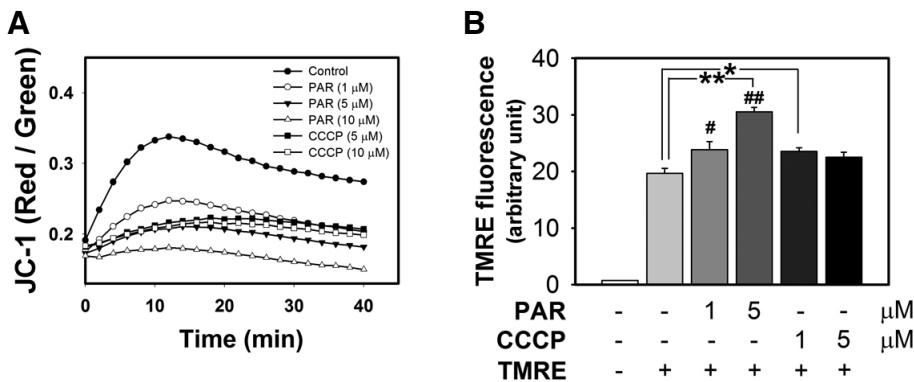 A
JC-1 (Red / Green)
0.4
0.3
0.2
Control
PAR (1 μM)
PAR (5 μM)
PAR (10 μM)
CCCP (5 μM)
CCCP (10 μM)
0 10 20 30 40
Time (min)
B
TMRE fluorescence
(arbitrary unit)
40
30
20
10
0
*
**
##
#
PAR - - 1 5 - - μM
CCCP - - - - 1 5 μM
TMRE - + + + + +